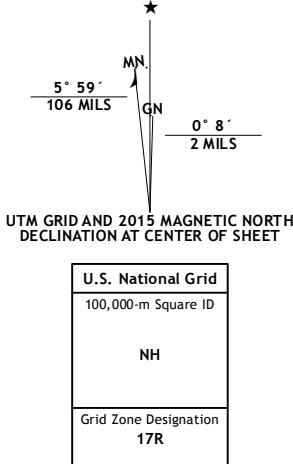 MN
5° 59´
106 MILS
GN
0° 8´
2 MILS
UTM GRID AND 2015 MAGNETIC NORTH
DECLINATION AT CENTER OF SHEET
U.S. National Grid
100,000-m Square ID
NH
Grid Zone Designation
17R